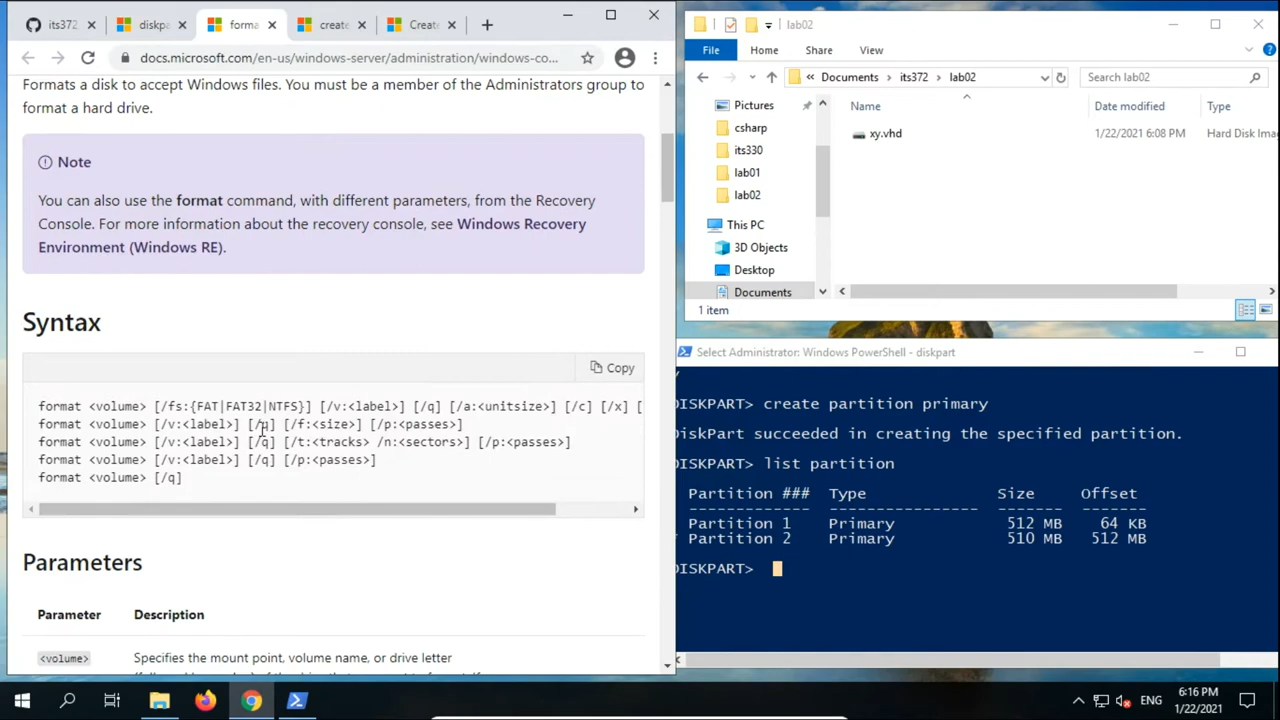 its372
diskpa
forma
create
Create
docs.microsoft.com/en-us/windows-server/administration/windows-co...
Formats a disk to accept Windows files. You must be a member of the Administrators group to
format a hard drive.
Note
You can also use the format command, with different parameters, from the Recovery
Console. For more information about the recovery console, see Windows Recovery
Environment (Windows RE).
Syntax
Copy
format <volume> [/fs:{FAT|FAT32|NTFS}] [/v:<label>] [/q] [/a:<unitsize>] [/c] [/x] [
format <volume> [/v:<label>] [/q] [/f:<size>] [/p:<passes>]
format <volume> [/v:<label>] [/q] [/t:<tracks> /n:<sectors>] [/p:<passes>]
format <volume> [/v:<label>] [/q] [/p:<passes>]
format <volume> [/q]
Parameters
Parameter Description
<volume> Specifies the mount point, volume name, or drive letter
lab02
File Home Share View
« Documents › its372 › lab02
Search lab02
Name Date modified Type
Pictures
csharp
its330
lab01
lab02
This PC
3D Objects
Desktop
Documents
xy.vhd 1/22/2021 6:08 PM Hard Disk Ima
1 item
Select Administrator: Windows PowerShell - diskpart
DISKPART> create partition primary
DiskPart succeeded in creating the specified partition.
DISKPART> list partition
Partition ### Type Size Offset
------------- ---------------- ------- -------
Partition 1 Primary 512 MB 64 KB
Partition 2 Primary 510 MB 512 MB
DISKPART>
ENG
6:16 PM
1/22/2021